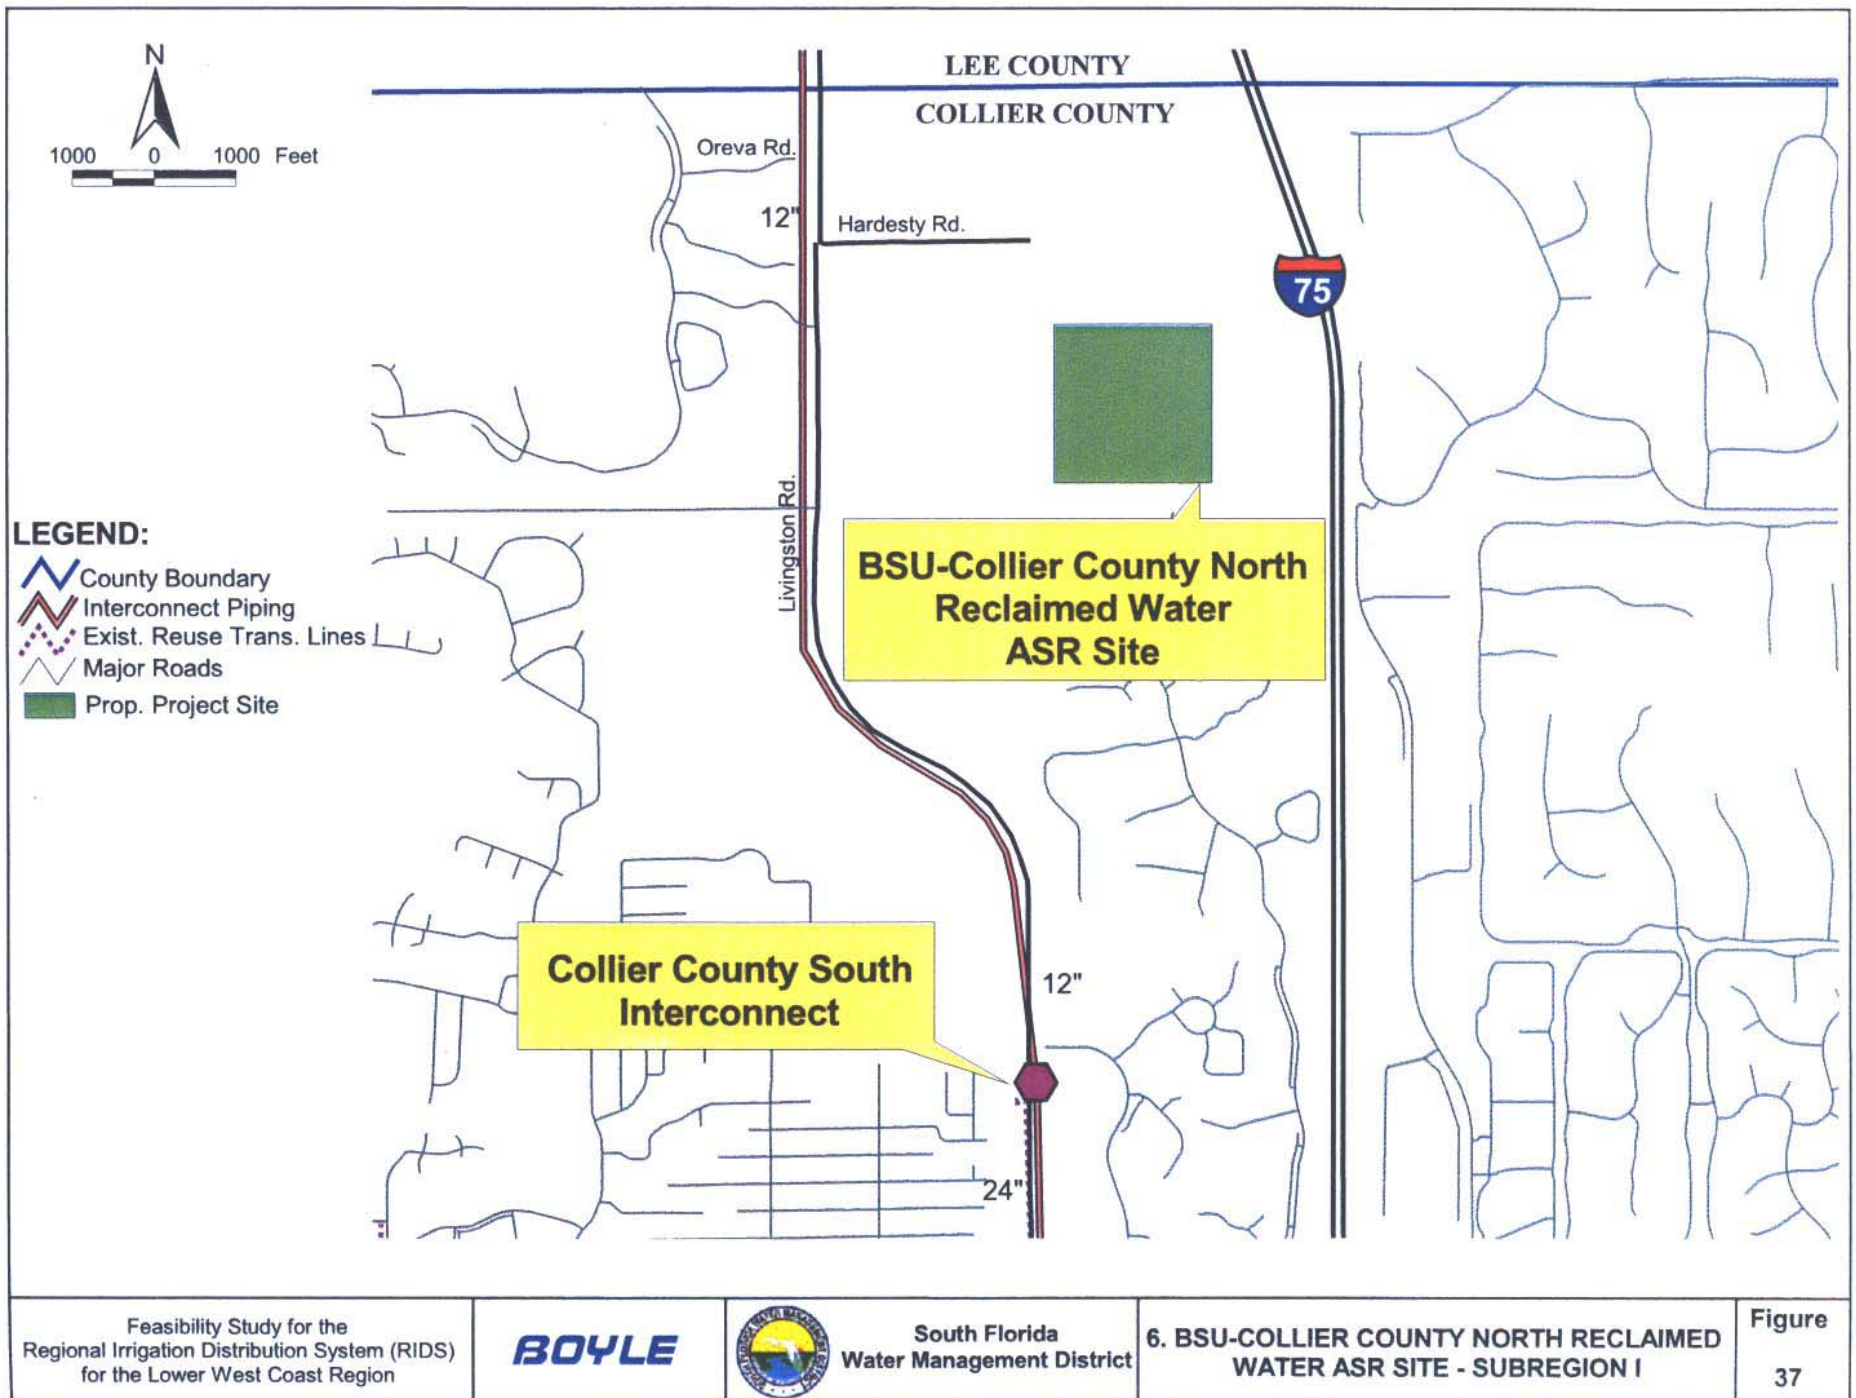 N
1000 0 1000 Feet
LEE COUNTY
COLLIER COUNTY
Oreva Rd.
12"
Hardesty Rd.
75
Livingston Rd.
LEGEND:
County Boundary
Interconnect Piping
Exist. Reuse Trans. Lines
Major Roads
Prop. Project Site
BSU-Collier County North
Reclaimed Water
ASR Site
Collier County South
Interconnect
12"
24"
Feasibility Study for the
Regional Irrigation Distribution System (RIDS)
for the Lower West Coast Region
BOYLE
South Florida
Water Management District
6. BSU-COLLIER COUNTY NORTH RECLAIMED
WATER ASR SITE - SUBREGION I
Figure
37